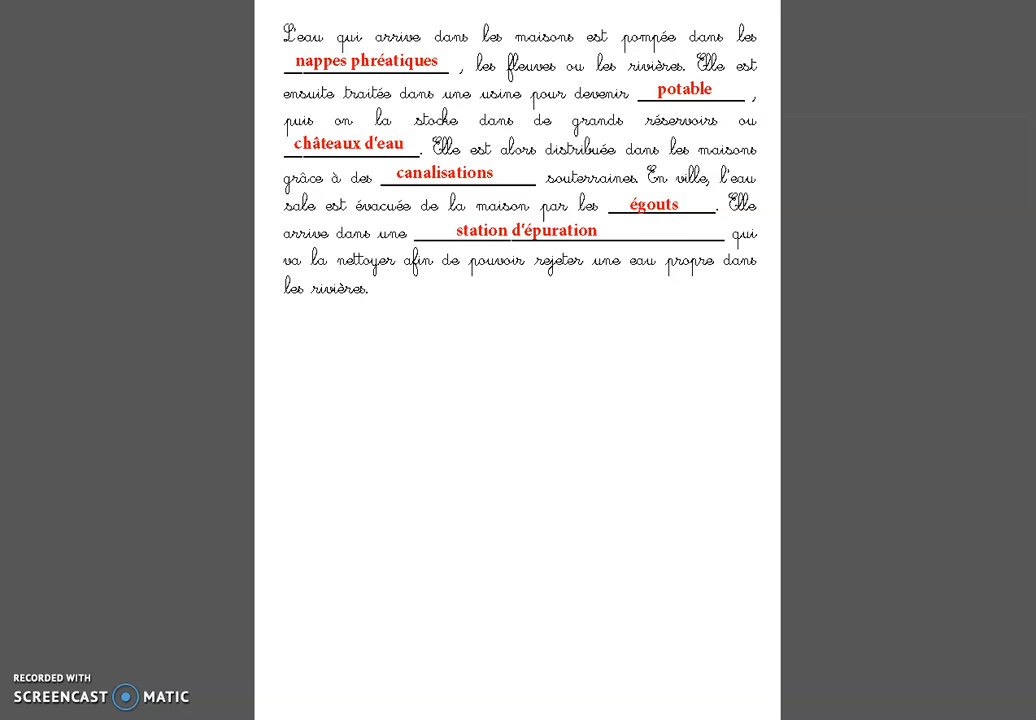 L'eau qui arrive dans les maisons est pompée dans les
nappes phréatiques , les fleuves ou les rivières. Elle est
ensuite traitée dans une usine pour devenir potable ,
puis on la stocke dans de grands réservoirs ou
châteaux d'eau. Elle est alors distribuée dans les maisons
grâce à des canalisations souterraines. En ville, l'eau
sale est évacuée de la maison par les égouts. Elle
arrive dans une station d'épuration qui
va la nettoyer afin de pouvoir rejeter une eau propre dans
les rivières.
RECORDED WITH
SCREENCAST MATIC